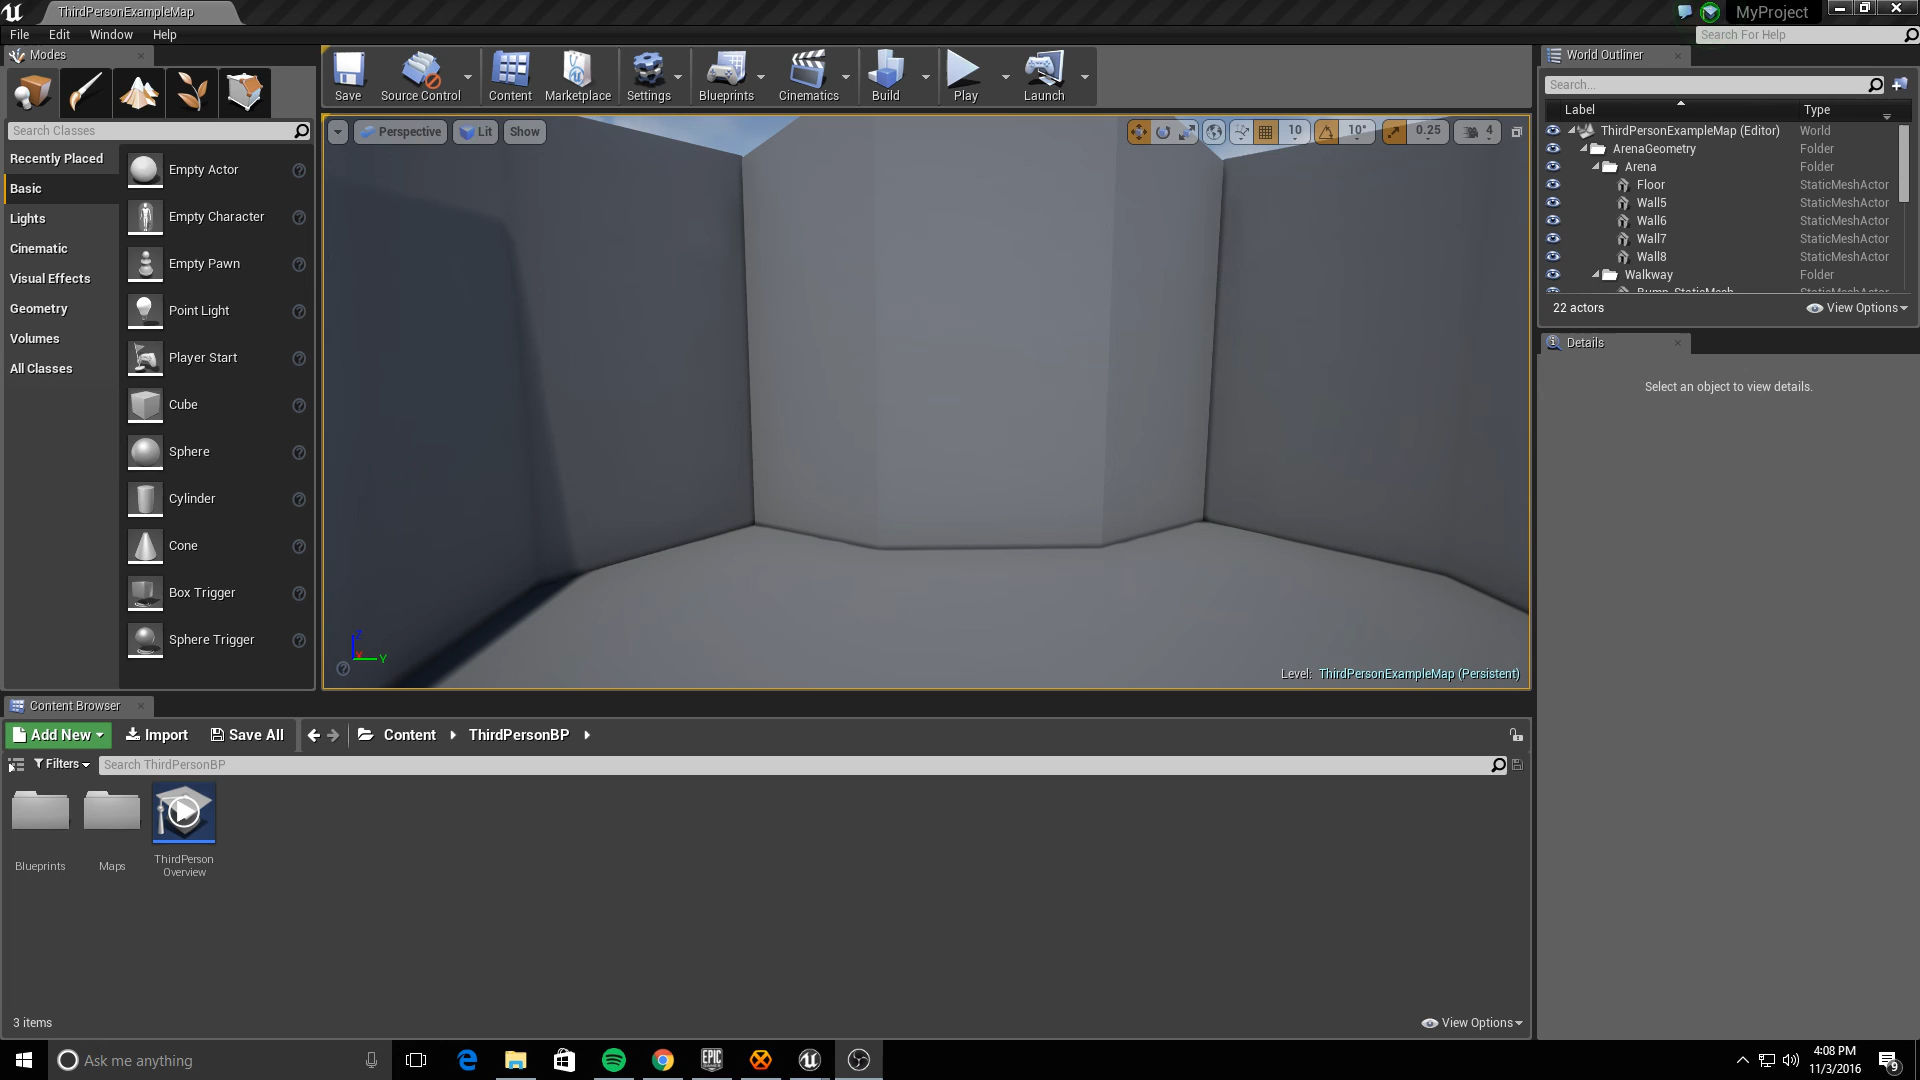 ThirdPersonExampleMap
MyProject
File Edit Window Help
Search For Help
Modes
Search Classes
Recently Placed
Basic
Lights
Cinematic
Visual Effects
Geometry
Volumes
All Classes
Empty Actor
Empty Character
Empty Pawn
Point Light
Player Start
Cube
Sphere
Cylinder
Cone
Box Trigger
Sphere Trigger
Save Source Control Content Marketplace Settings Blueprints Cinematics Build Play Launch
Perspective Lit Show
10 10° 0.25 4
Z
X Y
Level: ThirdPersonExampleMap (Persistent)
World Outliner
Search...
Label Type
ThirdPersonExampleMap (Editor) World
ArenaGeometry Folder
Arena Folder
Floor StaticMeshActor
Wall5 StaticMeshActor
Wall6 StaticMeshActor
Wall7 StaticMeshActor
Wall8 StaticMeshActor
Walkway Folder
Bump_StaticMesh StaticMeshActor
22 actors View Options
Details
Select an object to view details.
Content Browser
Add New Import Save All Content ThirdPersonBP
Filters Search ThirdPersonBP
Blueprints
Maps
ThirdPerson
Overview
3 items View Options
Ask me anything
EPIC
4:08 PM
11/3/2016
9